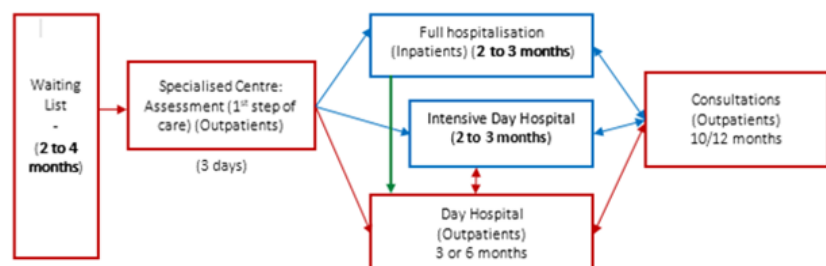 Waiting
List
-
(2 to 4
months)
Specialised Centre:
Assessment (1st step of
care) (Outpatients)
(3 days)
Full hospitalisation
(Inpatients) (2 to 3 months)
Intensive Day Hospital
(2 to 3 months)
Day Hospital
(Outpatients)
3 or 6 months
Consultations
(Outpatients)
10/12 months